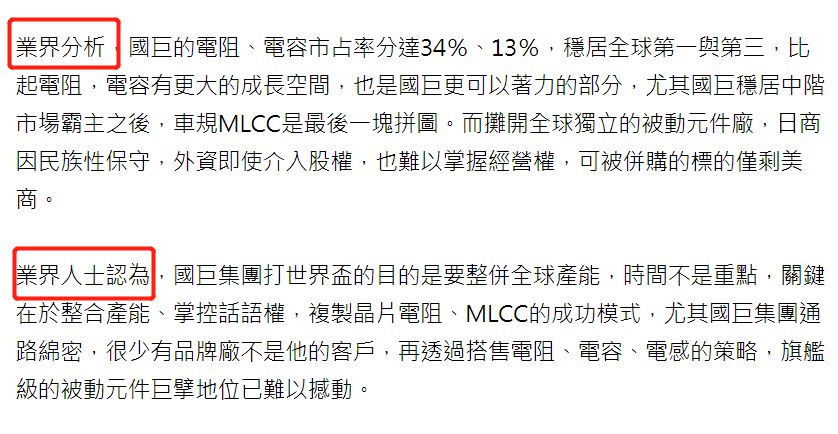 業界分析，國巨的電阻、電容市占率分達34%、13%，穩居全球第一與第三，比
起電阻，電容有更大的成長空間，也是國巨更可以著力的部分，尤其國巨穩居中階
市場霸主之後，車規MLCC是最後一塊拼圖。而攤開全球獨立的被動元件廠，日商
因民族性保守，外資即使介入股權，也難以掌握經營權，可被併購的標的僅剩美
商。
業界人士認為，國巨集團打世界盃的目的是要整併全球產能，時間不是重點，關鍵
在於整合產能、掌控話語權，複製晶片電阻、MLCC的成功模式，尤其國巨集團通
路綿密，很少有品牌廠不是他的客戶，再透過搭售電阻、電容、電感的策略，旗艦
級的被動元件巨擘地位已難以撼動。